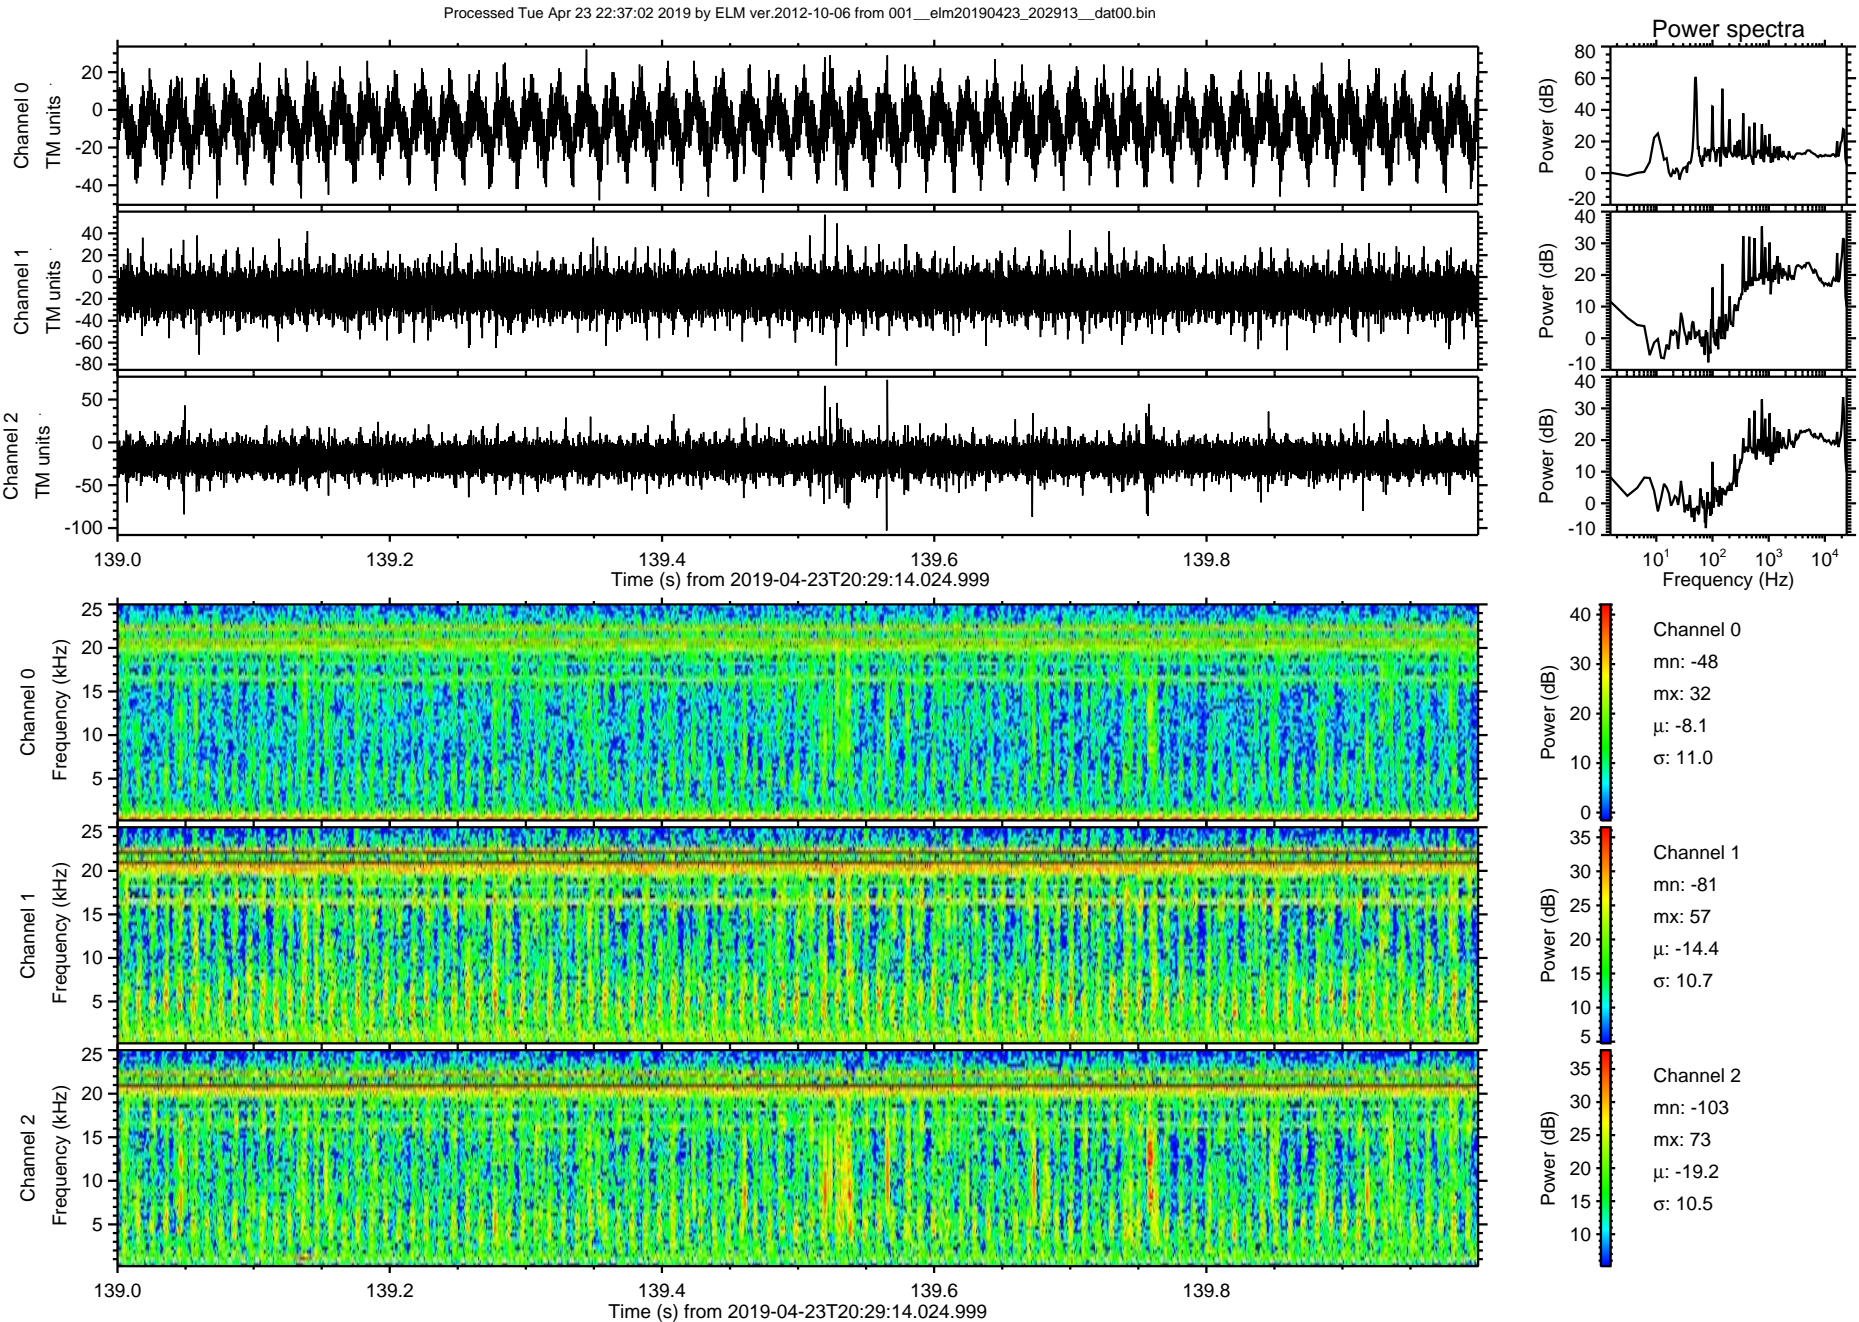 Processed Tue Apr 23 22:37:02 2019 by ELM ver.2012-10-06 from 001__elm20190423_202913__dat00.bin
Power spectra
Channel 0
TM units
20
0
-20
-40
Power (dB)
80
60
40
20
0
-20
Channel 1
TM units
40
20
0
-20
-40
-60
-80
Power (dB)
40
30
20
10
0
-10
Channel 2
TM units
50
0
-50
-100
Power (dB)
40
30
20
10
0
-10
139.0 139.2 139.4 139.6 139.8
Time (s) from 2019-04-23T20:29:14.024.999
10^1 10^2 10^3 10^4
Frequency (Hz)
Channel 0
Frequency (kHz)
25
20
15
10
5
Power (dB)
40
30
20
10
0
Channel 0
mn: -48
mx: 32
μ: -8.1
σ: 11.0
Channel 1
Frequency (kHz)
25
20
15
10
5
Power (dB)
35
30
25
20
15
10
5
Channel 1
mn: -81
mx: 57
μ: -14.4
σ: 10.7
Channel 2
Frequency (kHz)
25
20
15
10
5
Power (dB)
35
30
25
20
15
10
Channel 2
mn: -103
mx: 73
μ: -19.2
σ: 10.5
139.0 139.2 139.4 139.6 139.8
Time (s) from 2019-04-23T20:29:14.024.999